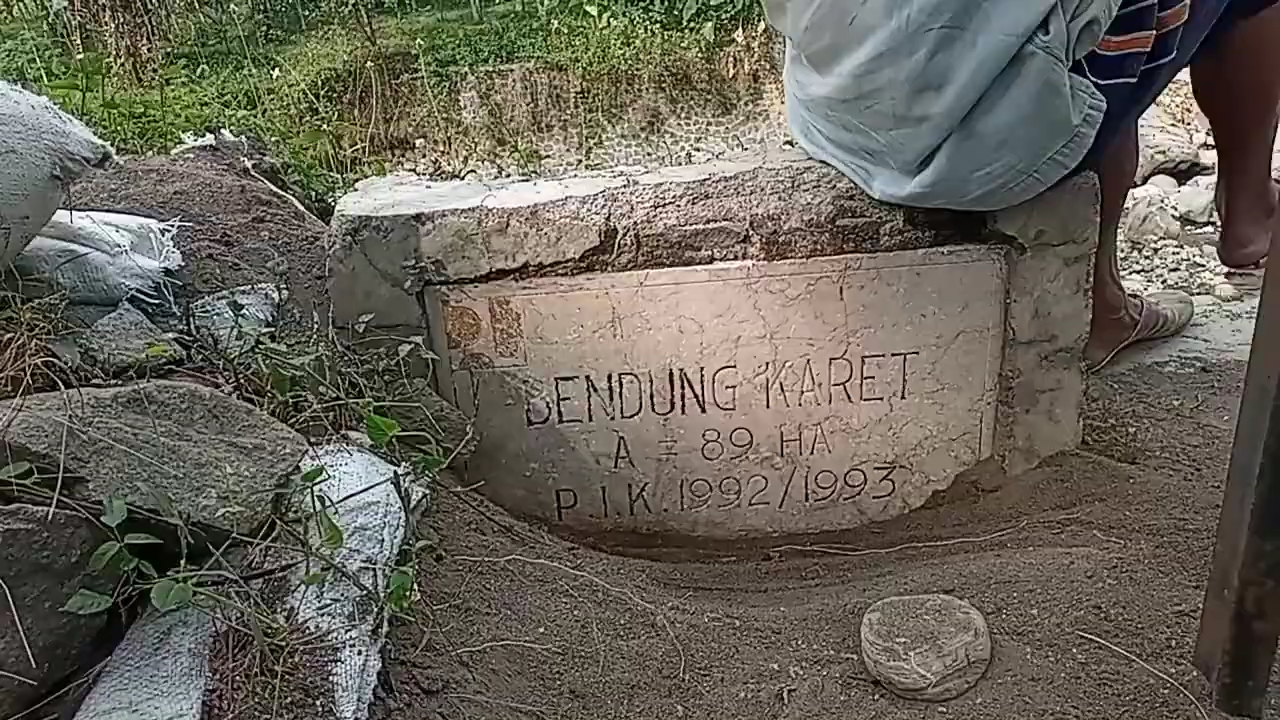 BENDUNG KARET
A = 89 HA
P.I.K. 1992/1993